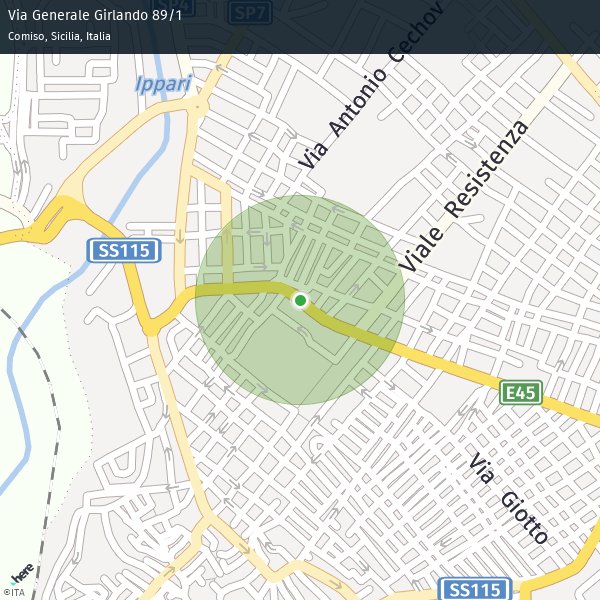 Via Generale Girlando 89/1
Comiso, Sicilia, Italia
SP4
SP7
Ippari
Via Antonio Cechov
Viale Resistenza
SS115
E45
Via Giotto
SS115
here
©ITA